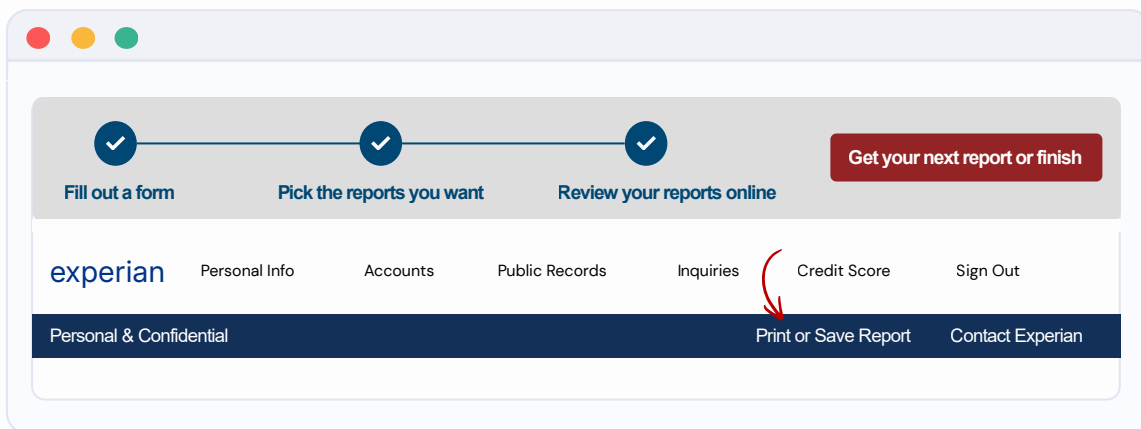 Get your next report or finish
Fill out a form
Pick the reports you want
Review your reports online
experian
Personal Info
Accounts
Public Records
Inquiries
Credit Score
Sign Out
Personal & Confidential
Print or Save Report
Contact Experian